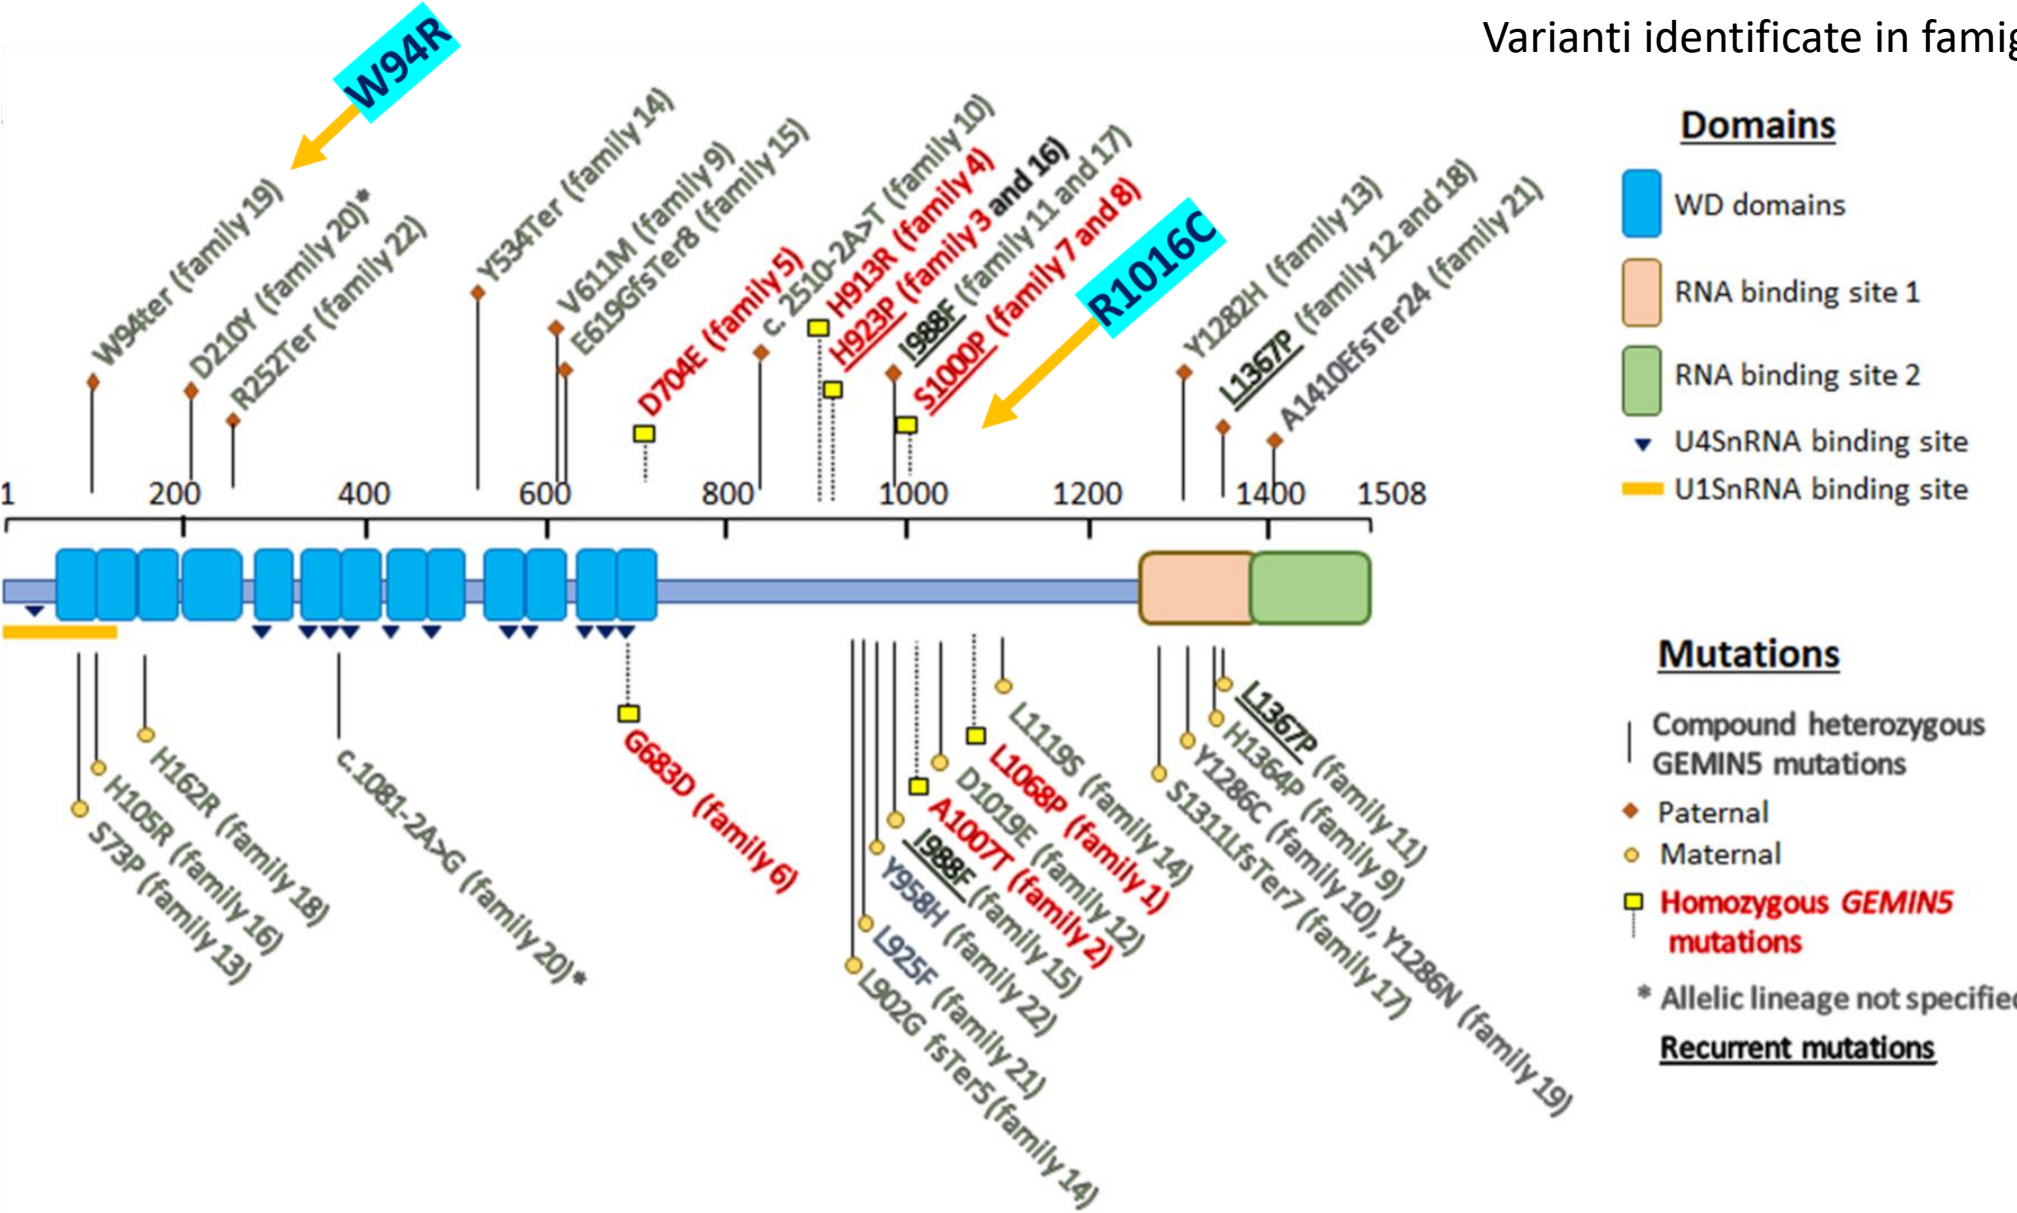 Varianti identificate in famig
W94R
R1016C
W94ter (family 19)
D210Y (family 20)*
R252Ter (family 22)
Y534Ter (family 14)
V611M (family 9)
E619GfsTer8 (family 15)
D704E (family 5)
c. 2510-2A>T (family 10)
H913R (family 4)
H923P (family 3 and 16)
I988F (family 11 and 17)
S1000P (family 7 and 8)
Y1282H (family 13)
L1367P (family 12 and 18)
A1410EfsTer24 (family 21)
1 200 400 600 800 1000 1200 1400 1508
S73P (family 13)
H105R (family 16)
H162R (family 18)
c.1081-2A>G (family 20)*
G683D (family 6)
L902G fsTer5(family 14)
L925F (family 21)
Y958H (family 22)
I988F (family 15)
A1007T (family 2)
D1019E (family 12)
L1068P (family 1)
L1119S (family 14)
S1311LfsTer7 (family 17)
Y1286C (family 10), Y1286N (family 19)
H1364P (family 9)
L1367P (family 11)
Domains
WD domains
RNA binding site 1
RNA binding site 2
U4SnRNA binding site
U1SnRNA binding site
Mutations
Compound heterozygous
GEMIN5 mutations
Paternal
Maternal
Homozygous GEMIN5
mutations
* Allelic lineage not specified
Recurrent mutations